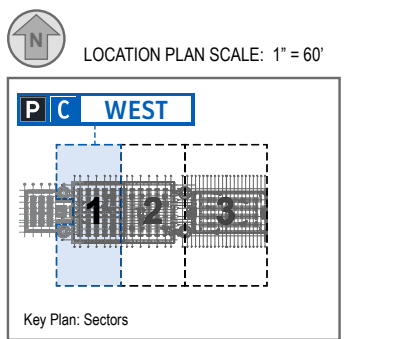 N
LOCATION PLAN SCALE: 1” = 60’
P C WEST
1 2 3
Key Plan: Sectors